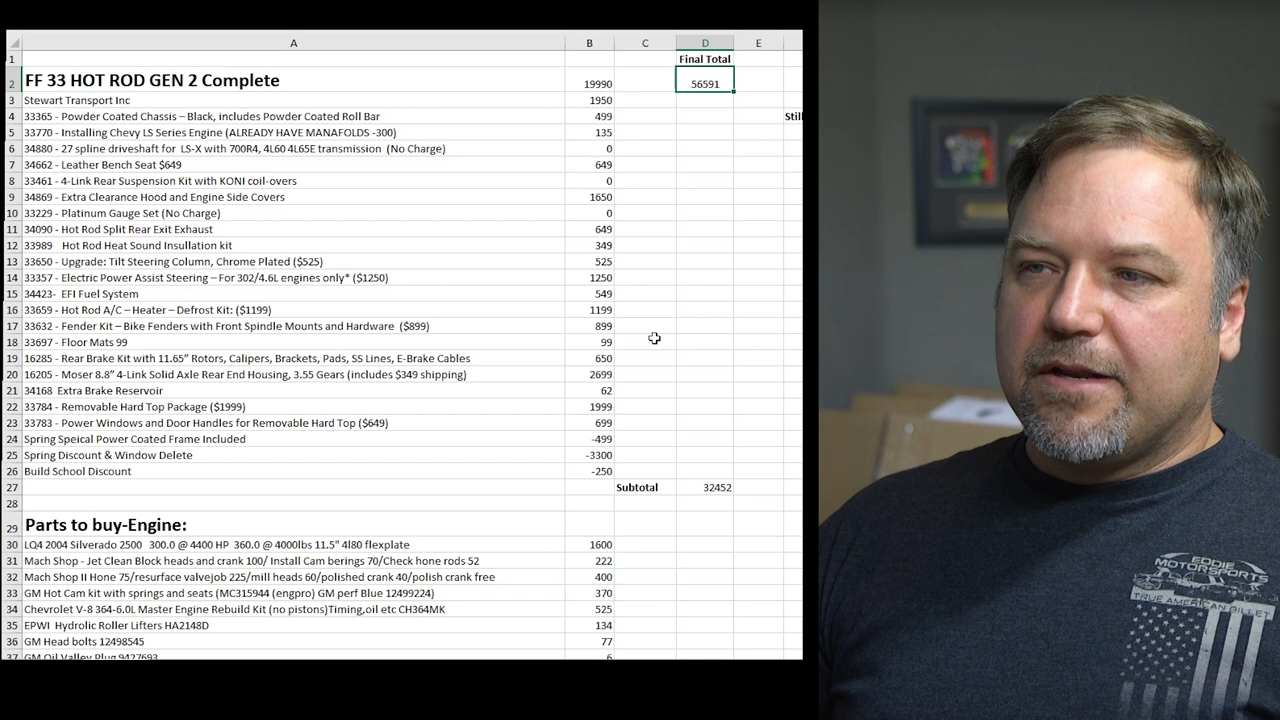 A B C D E
1 Final Total
2 FF 33 HOT ROD GEN 2 Complete 19990 56591
3 Stewart Transport Inc 1950
4 33365 - Powder Coated Chassis – Black, includes Powder Coated Roll Bar 499 Still
5 33770 - Installing Chevy LS Series Engine (ALREADY HAVE MANAFOLDS -300) 135
6 34880 - 27 spline driveshaft for LS-X with 700R4, 4L60 4L65E transmission (No Charge) 0
7 34662 - Leather Bench Seat $649 649
8 33461 - 4-Link Rear Suspension Kit with KONI coil-overs 0
9 34869 - Extra Clearance Hood and Engine Side Covers 1650
10 33229 - Platinum Gauge Set (No Charge) 0
11 34090 - Hot Rod Split Rear Exit Exhaust 649
12 33989 Hot Rod Heat Sound Insullation kit 349
13 33650 - Upgrade: Tilt Steering Column, Chrome Plated ($525) 525
14 33357 - Electric Power Assist Steering – For 302/4.6L engines only* ($1250) 1250
15 34423- EFI Fuel System 549
16 33659 - Hot Rod A/C – Heater – Defrost Kit: ($1199) 1199
17 33632 - Fender Kit – Bike Fenders with Front Spindle Mounts and Hardware ($899) 899
18 33697 - Floor Mats 99 99
19 16285 - Rear Brake Kit with 11.65” Rotors, Calipers, Brackets, Pads, SS Lines, E-Brake Cables 650
20 16205 - Moser 8.8” 4-Link Solid Axle Rear End Housing, 3.55 Gears (includes $349 shipping) 2699
21 34168 Extra Brake Reservoir 62
22 33784 - Removable Hard Top Package ($1999) 1999
23 33783 - Power Windows and Door Handles for Removable Hard Top ($649) 699
24 Spring Speical Power Coated Frame Included -499
25 Spring Discount & Window Delete -3300
26 Build School Discount -250
27 Subtotal 32452
28
29 Parts to buy-Engine:
30 LQ4 2004 Silverado 2500 300.0 @ 4400 HP 360.0 @ 4000lbs 11.5" 4l80 flexplate 1600
31 Mach Shop - Jet Clean Block heads and crank 100/ Install Cam berings 70/Check hone rods 52 222
32 Mach Shop II Hone 75/resurface valvejob 225/mill heads 60/polished crank 40/polish crank free 400
33 GM Hot Cam kit with springs and seats (MC315944 (engpro) GM perf Blue 12499224) 370
34 Chevrolet V-8 364-6.0L Master Engine Rebuild Kit (no pistons)Timing,oil etc CH364MK 525
35 EPWI Hydrolic Roller Lifters HA2148D 134
36 GM Head bolts 12498545 77
37 GM Oil Valley Plug 9427693 6
EDDIE
MOTORSPORTS
TRUE AMERICAN BILLET